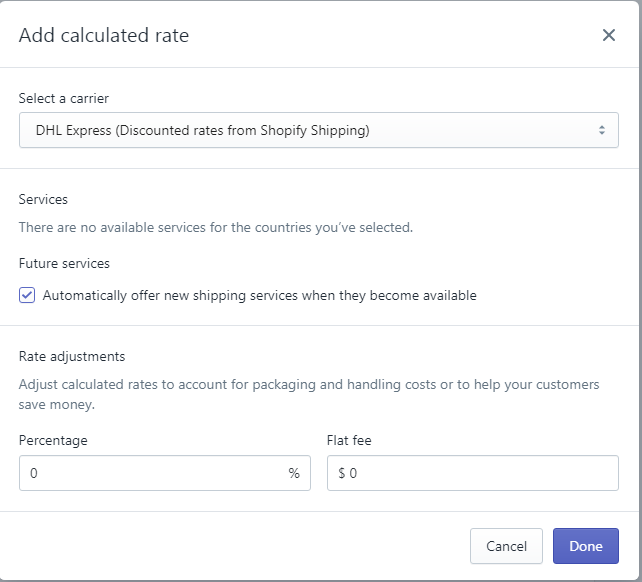 Add calculated rate
Select a carrier
DHL Express (Discounted rates from Shopify Shipping)
Services
There are no available services for the countries you've selected.
Future services
Automatically offer new shipping services when they become available
Rate adjustments
Adjust calculated rates to account for packaging and handling costs or to help your customers
save money.
Percentage
Flat fee
0 %
$ 0
Cancel
Done